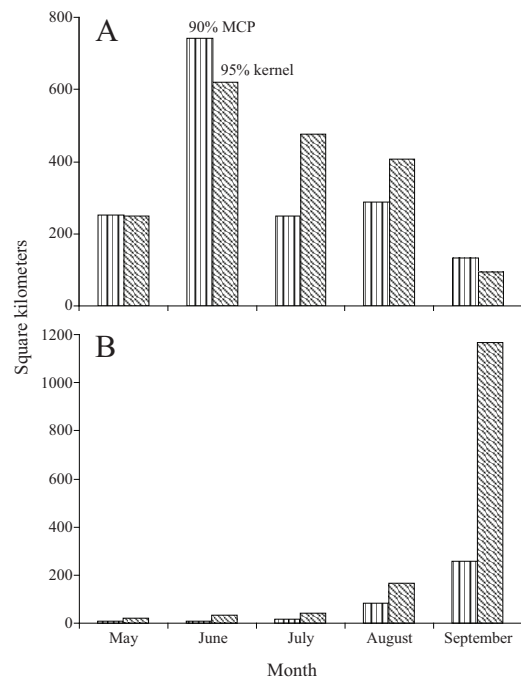 A
90% MCP
95% kernel
800
600
400
200
0
Square kilometers
B
1200
1000
800
600
400
200
0
May June July August September
Month